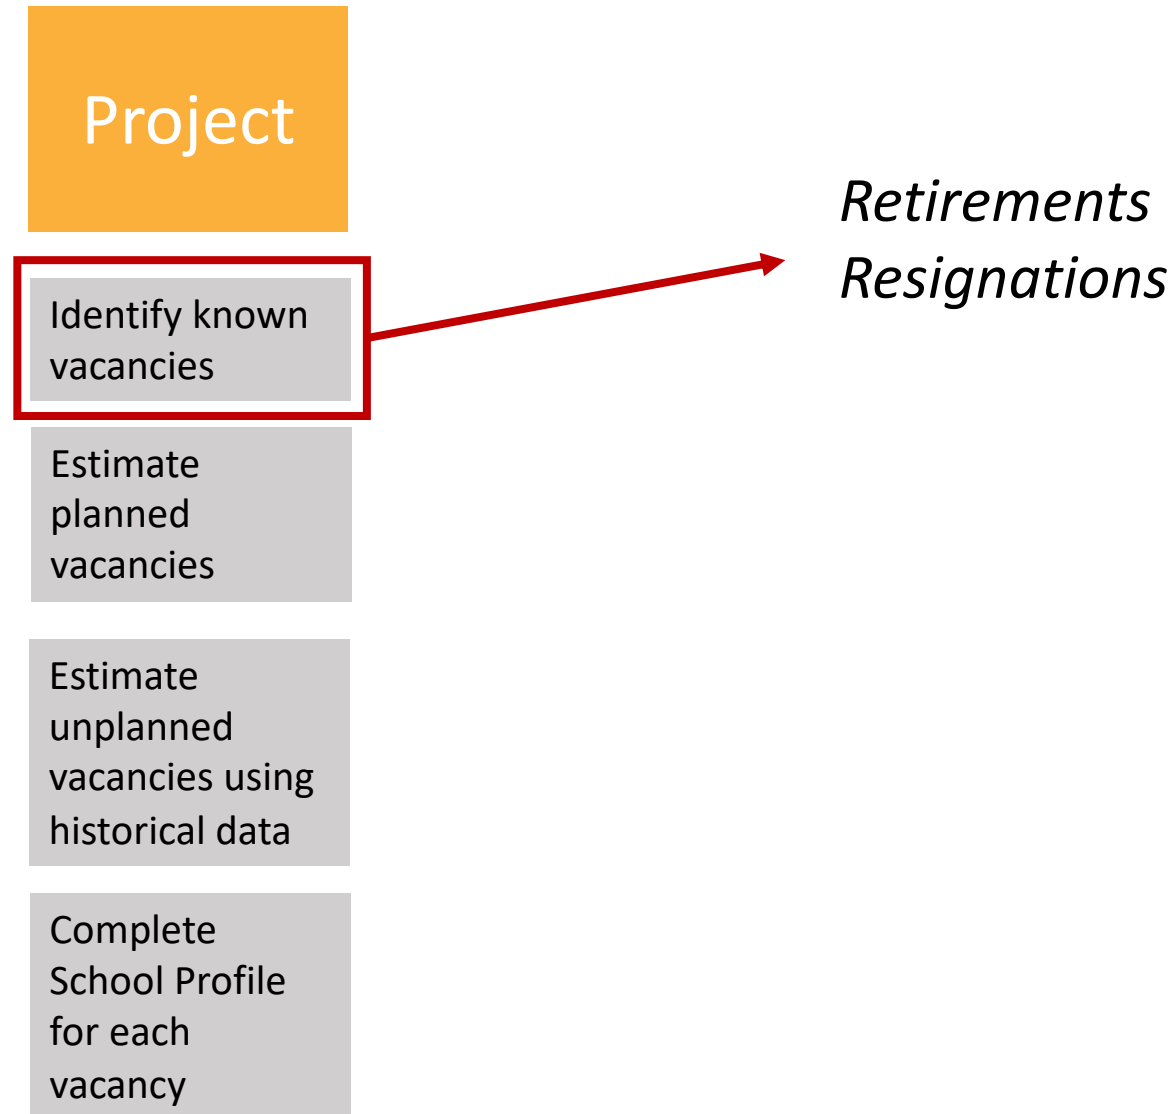 Project
Retirements
Resignations
Identify known
vacancies
Estimate
planned
vacancies
Estimate
unplanned
vacancies using
historical data
Complete
School Profile
for each
vacancy